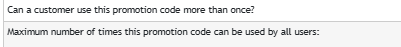 Can a customer use this promotion code more than once?
Maximum number of times this promotion code can be used by all users: